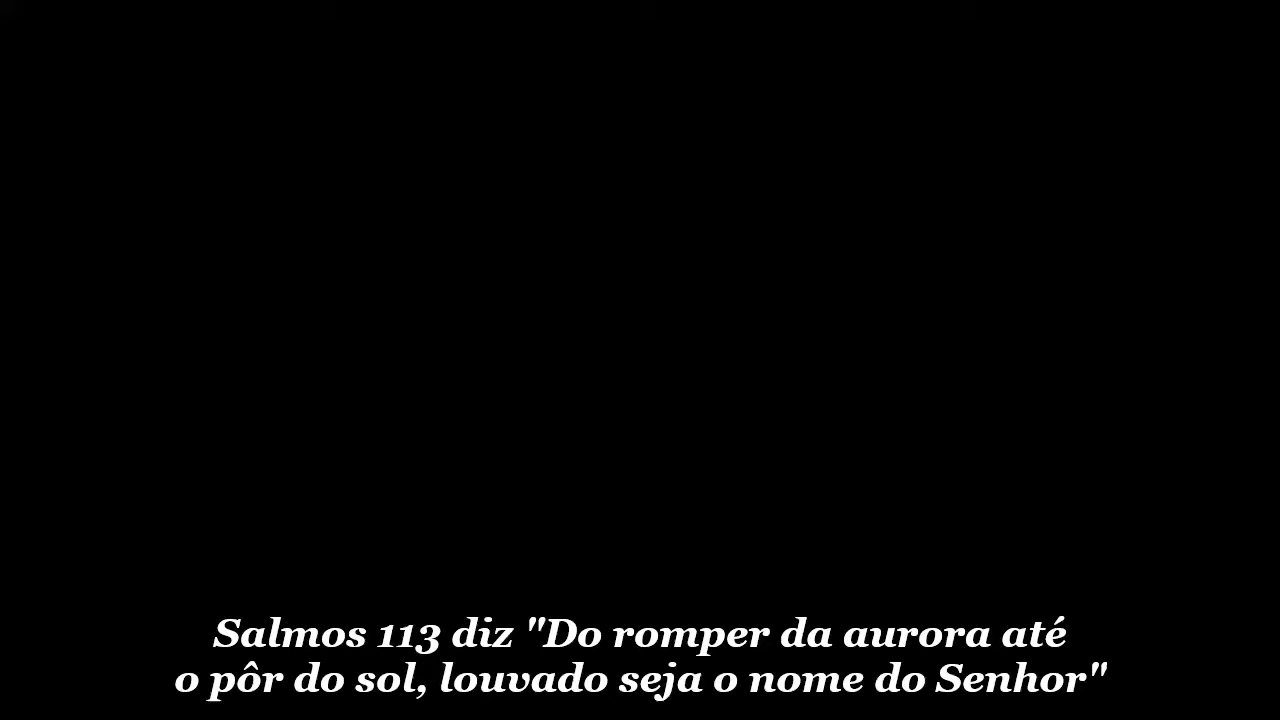 Salmos 113 diz "Do romper da aurora até
o pôr do sol, louvado seja o nome do Senhor"